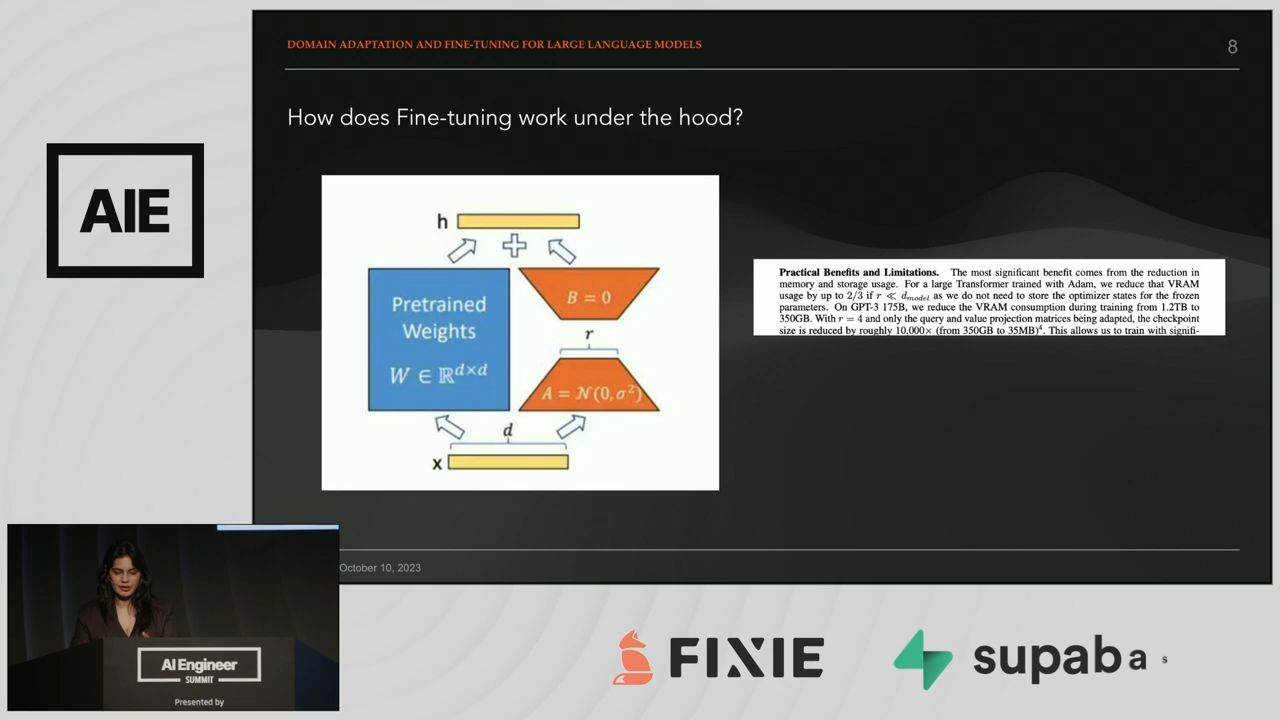 DOMAIN ADAPTATION AND FINE-TUNING FOR LARGE LANGUAGE MODELS
8
How does Fine-tuning work under the hood?
AIE
h
Pretrained
Weights
W ∈ ℝ^{d×d}
B = 0
r
A = 𝒩(0, σ²)
d
x
Practical Benefits and Limitations. The most significant benefit comes from the reduction in
memory and storage usage. For a large Transformer trained with Adam, we reduce that VRAM
usage by up to 2/3 if r ≪ d_{model} as we do not need to store the optimizer states for the frozen
parameters. On GPT-3 175B, we reduce the VRAM consumption during training from 1.2TB to
350GB. With r = 4 and only the query and value projection matrices being adapted, the checkpoint
size is reduced by roughly 10,000× (from 350GB to 35MB)⁴. This allows us to train with signifi-
October 10, 2023
AI Engineer
SUMMIT
Presented by
FIXIE
supabas